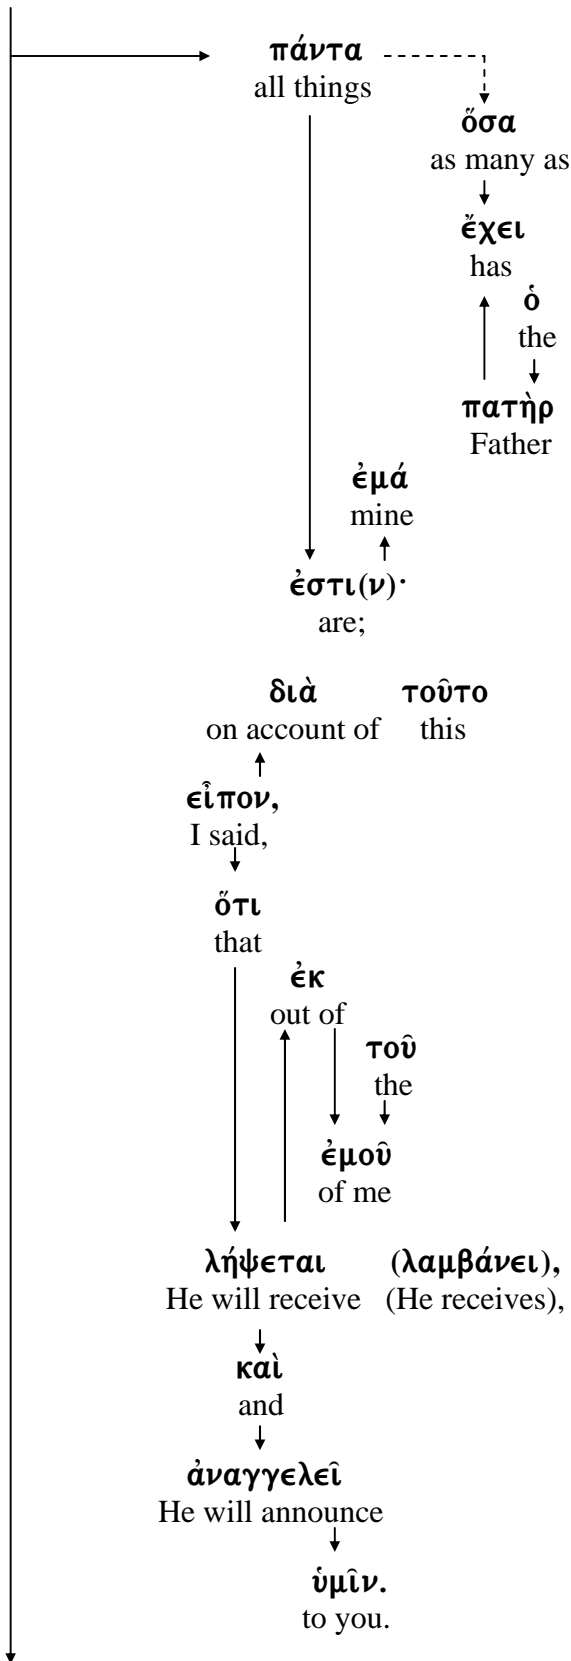 πάντα
all things
ὅσα
as many as
ἔχει
has
ὁ
the
πατὴρ
Father
ἐμά
mine
ἐστι(ν)·
are;
διὰ τοῦτο
on account of this
εἶπον,
I said,
ὅτι
that
ἐκ
out of
τοῦ
the
ἐμοῦ
of me
λήψεται (λαμβάνει),
He will receive (He receives),
καὶ
and
ἀναγγελεῖ
He will announce
ὑμῖν.
to you.